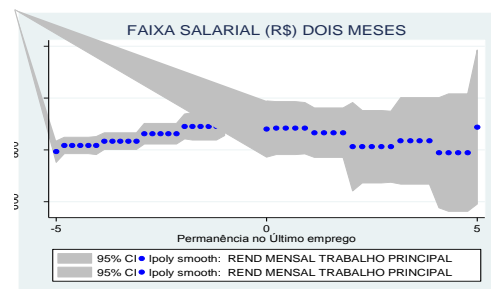 FAIXA SALARIAL (R$) DOIS MESES
-5
0
5
Permanência no Último emprego
95% CI lpoly smooth: REND MENSAL TRABALHO PRINCIPAL
95% CI lpoly smooth: REND MENSAL TRABALHO PRINCIPAL